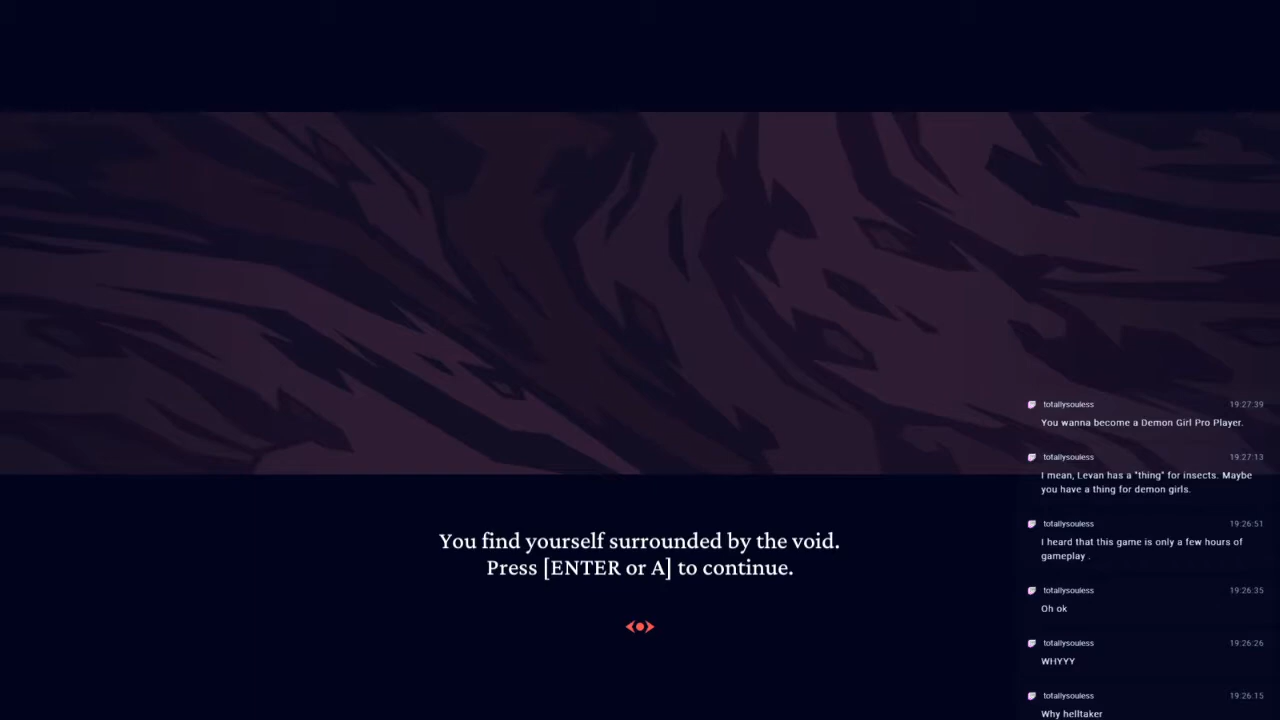 You find yourself surrounded by the void.
Press [ENTER or A] to continue.
totallysouless 19:27:39
You wanna become a Demon Girl Pro Player.
totallysouless 19:27:13
I mean, Levan has a "thing" for insects. Maybe
you have a thing for demon girls.
totallysouless 19:26:51
I heard that this game is only a few hours of
gameplay .
totallysouless 19:26:35
Oh ok
totallysouless 19:26:26
WHYYY
totallysouless 19:26:15
Why helltaker